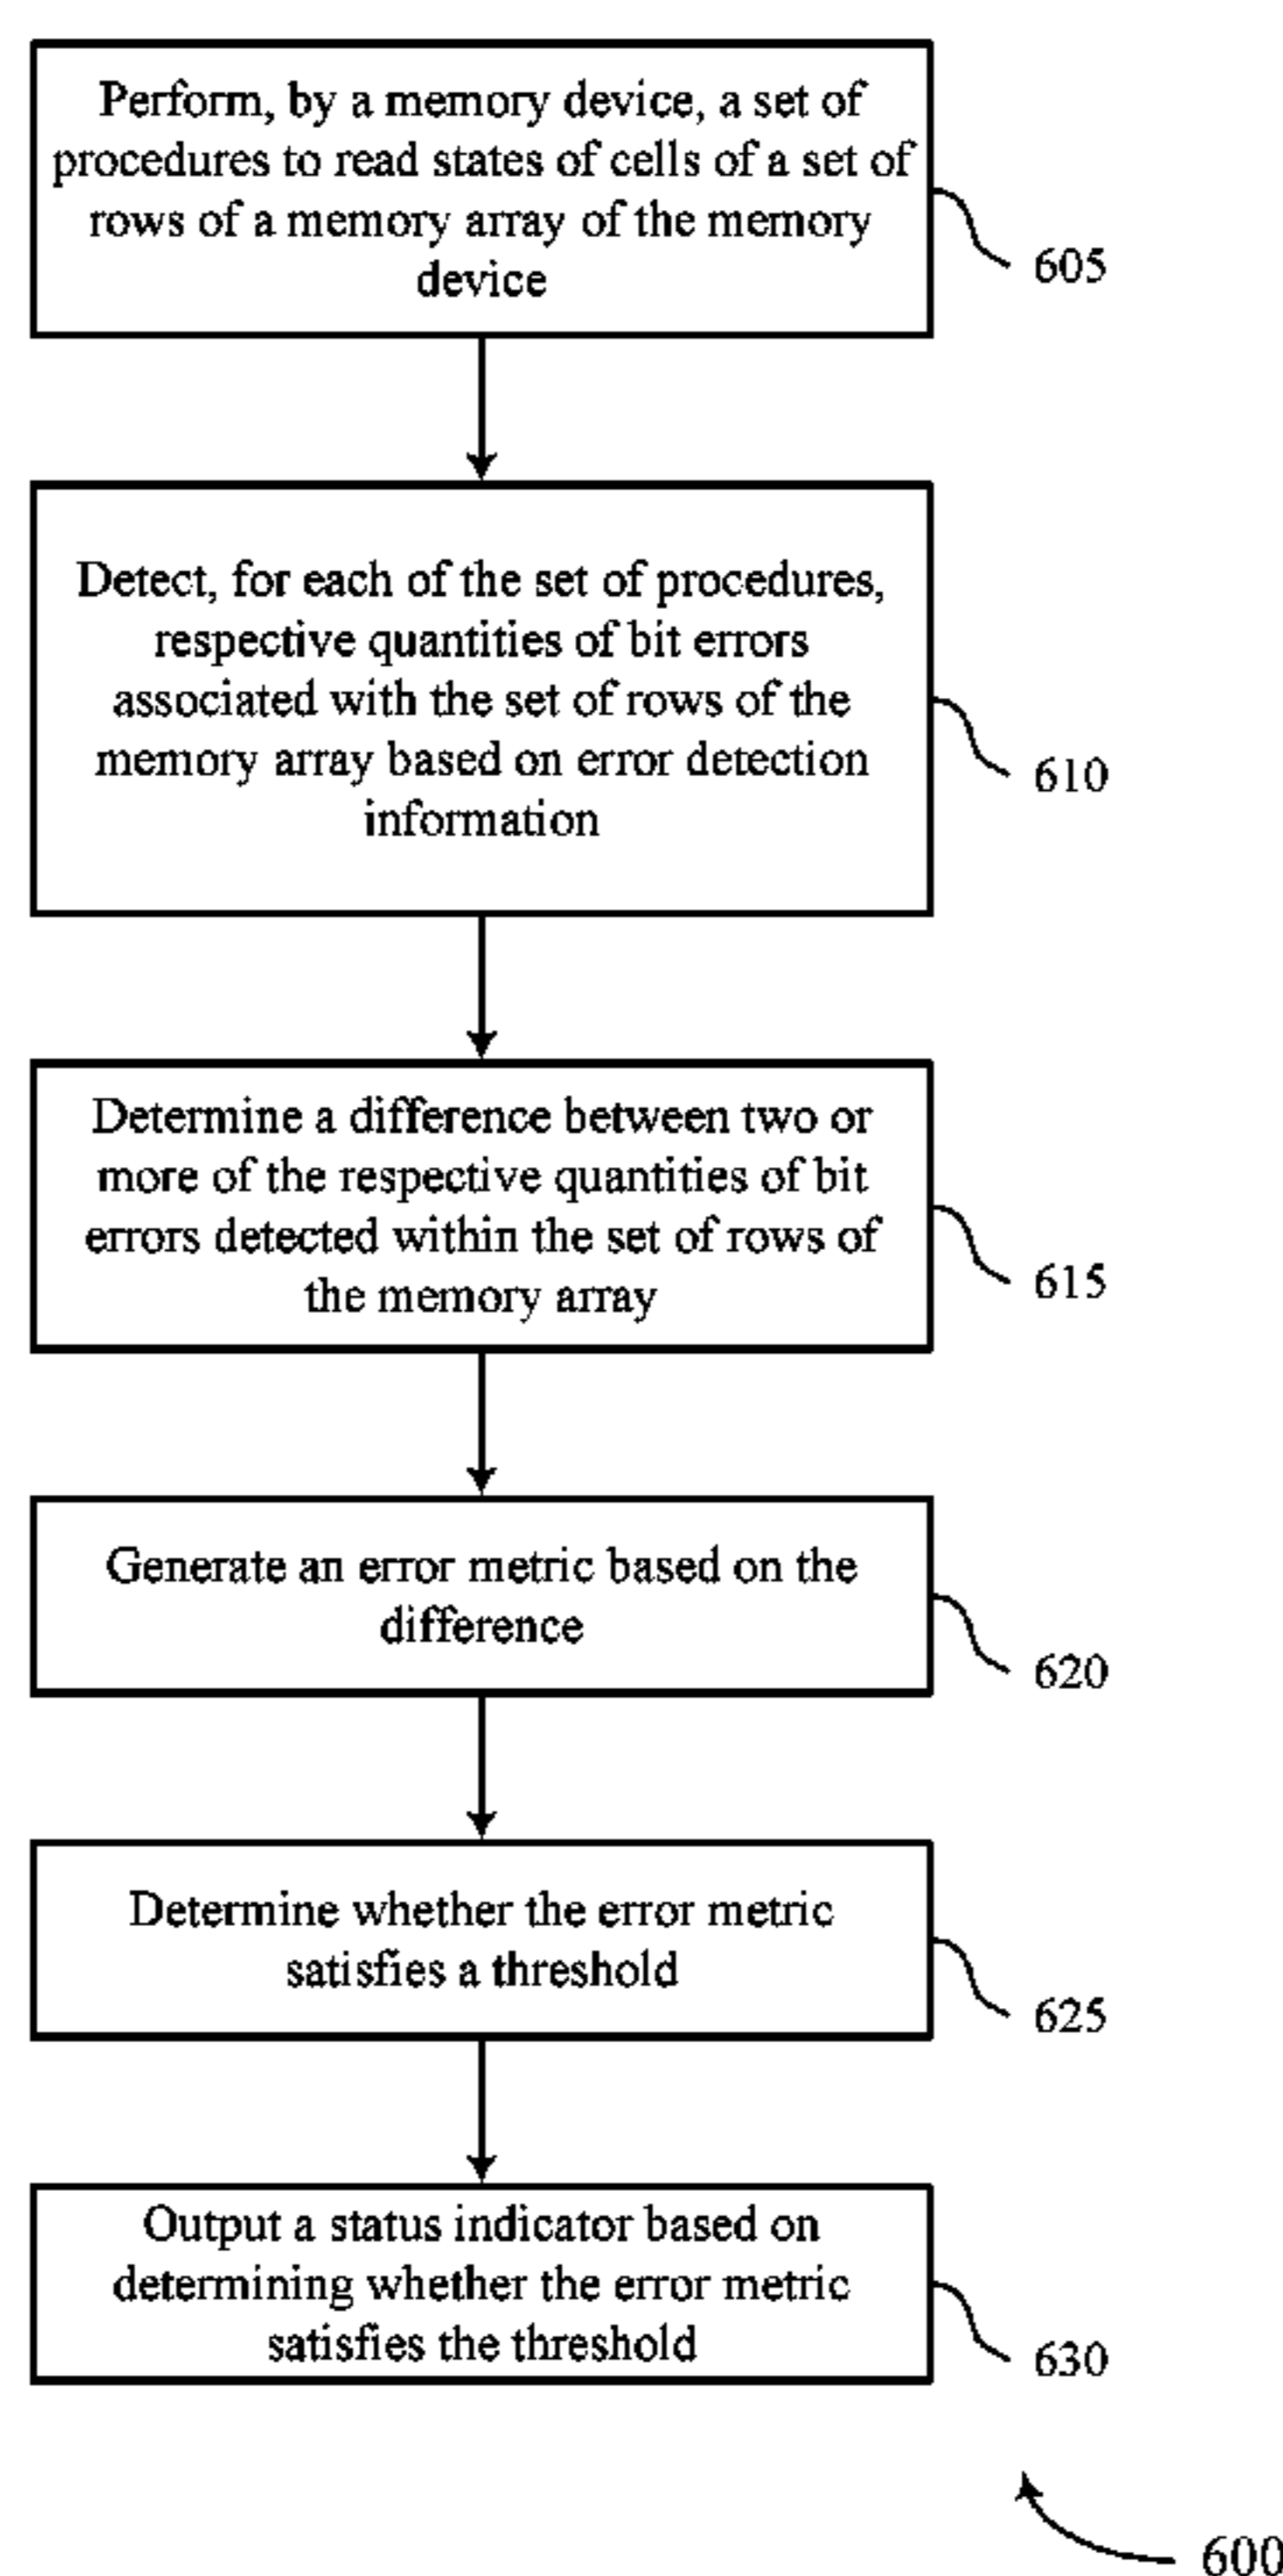 Perform, by a memory device, a set of
procedures to read states of cells of a set of
rows of a memory array of the memory
device
605
Detect, for each of the set of procedures,
respective quantities of bit errors
associated with the set of rows of the
memory array based on error detection
information
610
Determine a difference between two or
more of the respective quantities of bit
errors detected within the set of rows of
the memory array
615
Generate an error metric based on the
difference
620
Determine whether the error metric
satisfies a threshold
625
Output a status indicator based on
determining whether the error metric
satisfies the threshold
630
600